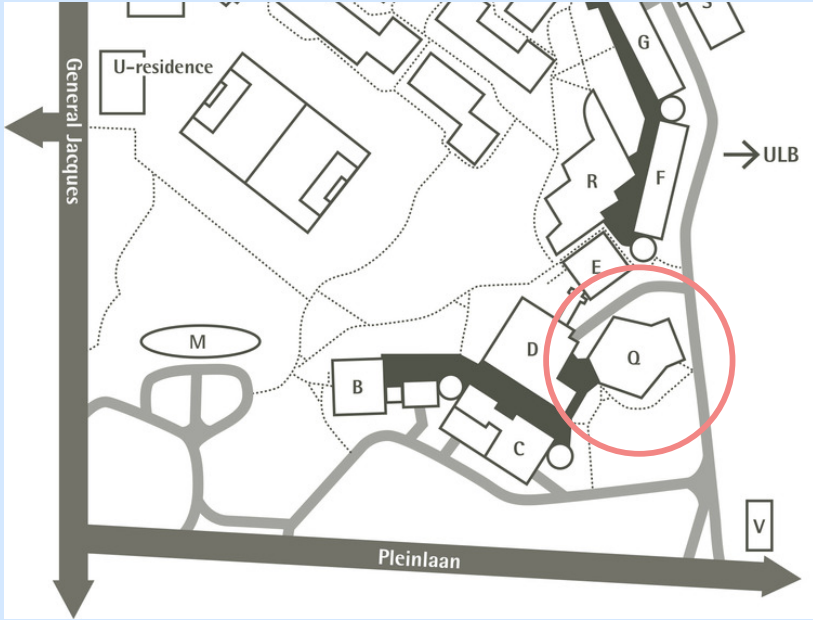 S
G
U-residence
General Jacques
ULB
R
F
E
M
D
Q
B
C
V
Pleinlaan